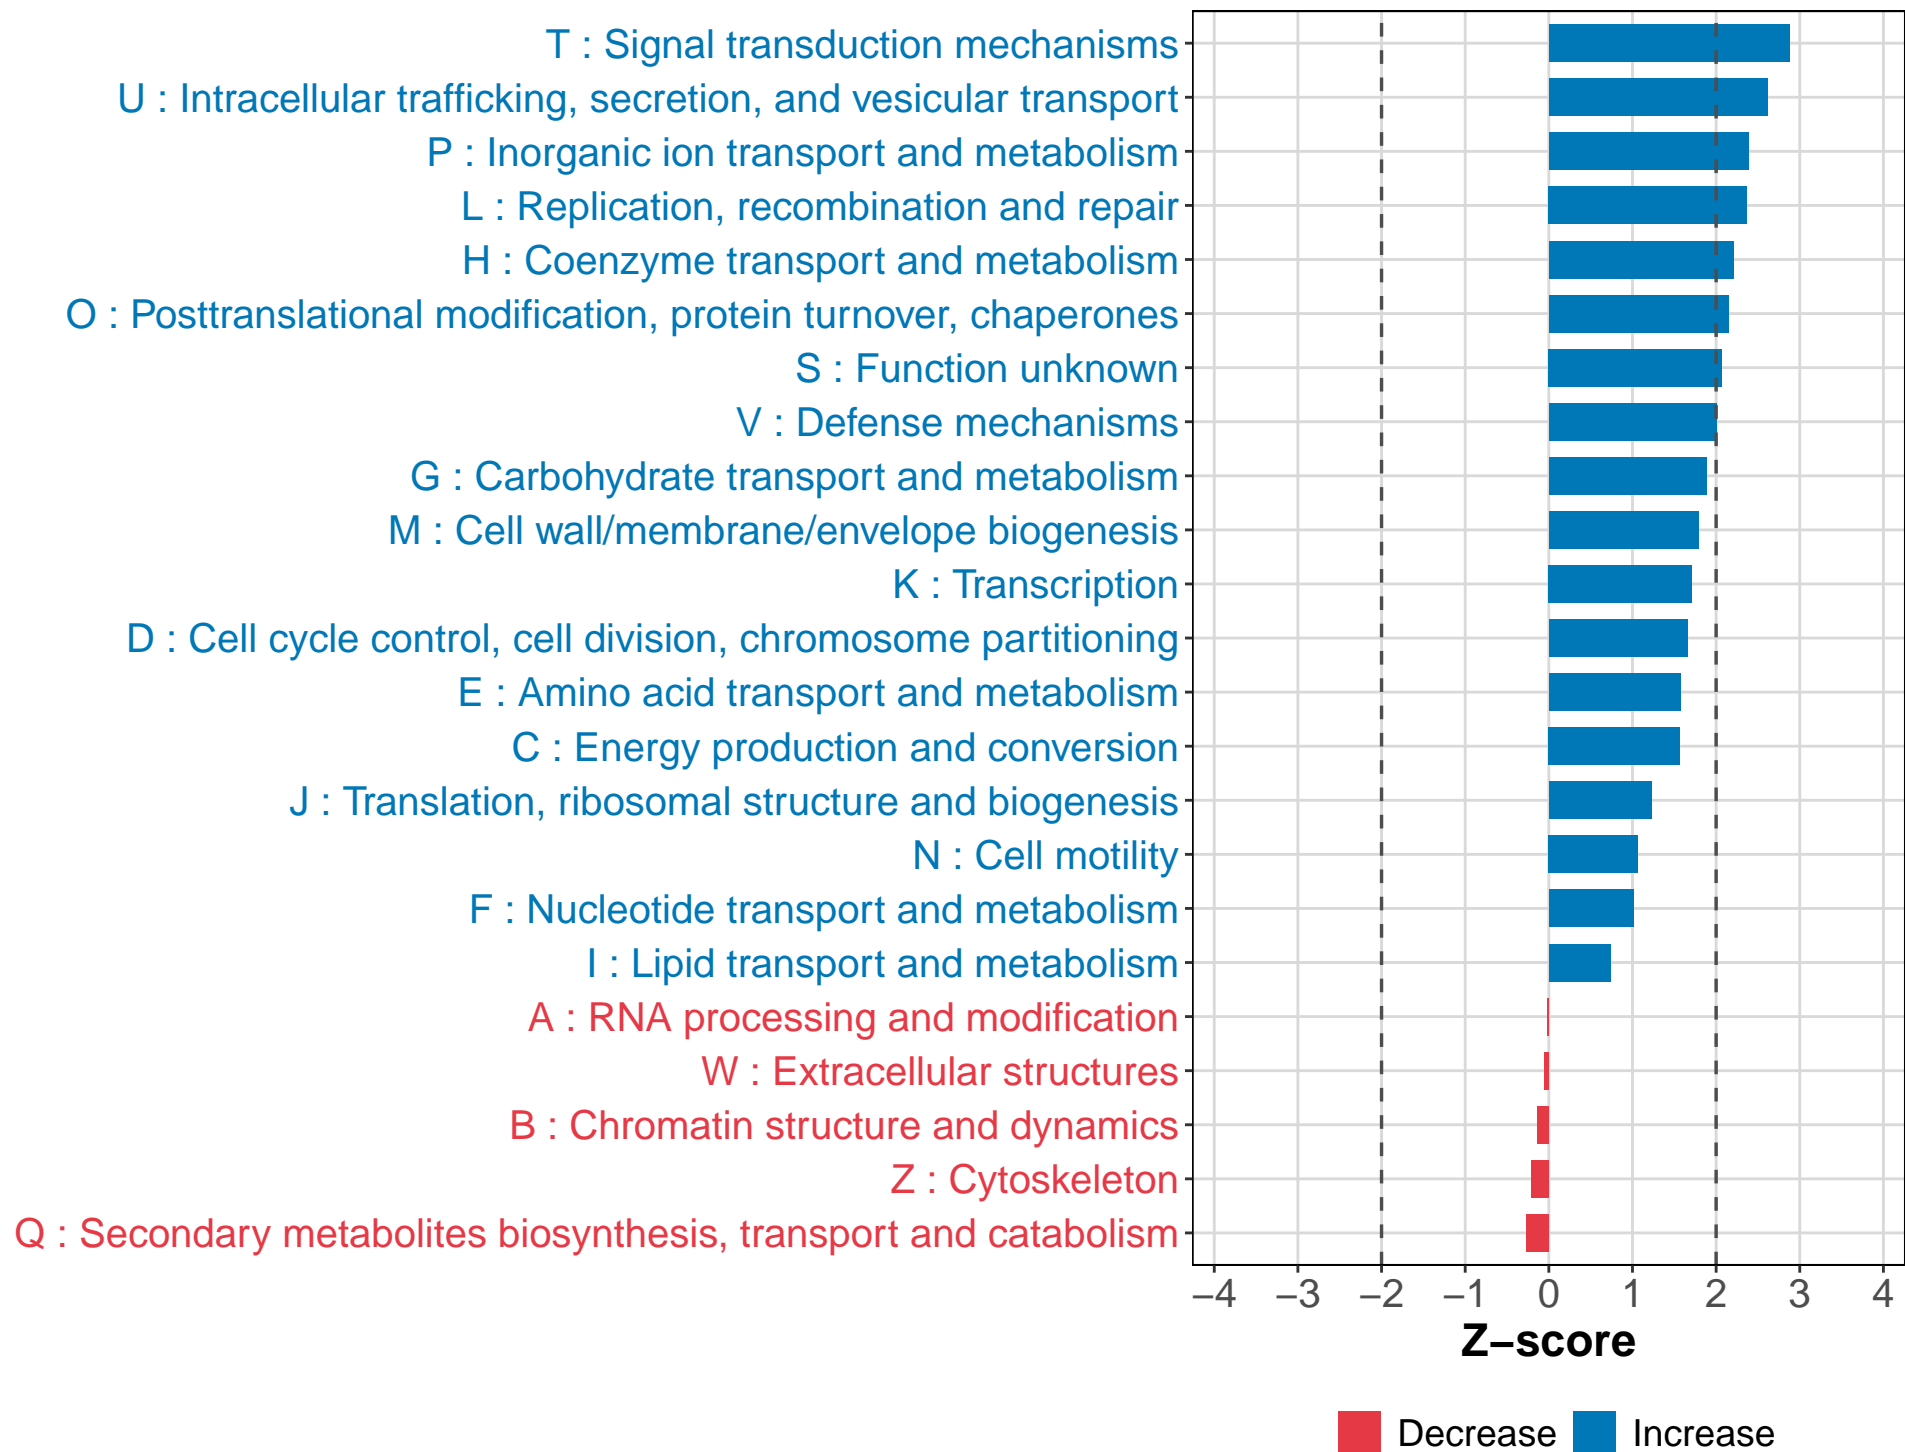 T : Signal transduction mechanisms
U : Intracellular trafficking, secretion, and vesicular transport
P : Inorganic ion transport and metabolism
L : Replication, recombination and repair
H : Coenzyme transport and metabolism
O : Posttranslational modification, protein turnover, chaperones
S : Function unknown
V : Defense mechanisms
G : Carbohydrate transport and metabolism
M : Cell wall/membrane/envelope biogenesis
K : Transcription
D : Cell cycle control, cell division, chromosome partitioning
E : Amino acid transport and metabolism
C : Energy production and conversion
J : Translation, ribosomal structure and biogenesis
N : Cell motility
F : Nucleotide transport and metabolism
I : Lipid transport and metabolism
A : RNA processing and modification
W : Extracellular structures
B : Chromatin structure and dynamics
Z : Cytoskeleton
Q : Secondary metabolites biosynthesis, transport and catabolism
−4 −3 −2 −1 0 1 2 3 4
Z−score
Decrease Increase